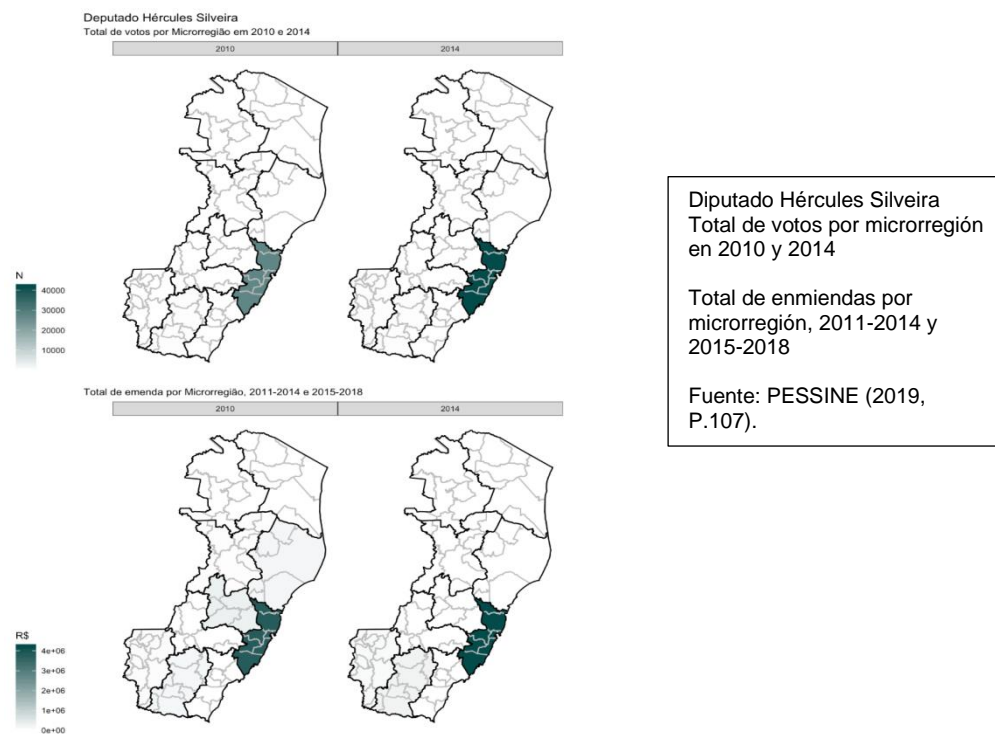 Deputado Hércules Silveira
Total de votos por Microrregião em 2010 e 2014
2010
2014
N
40000
30000
20000
10000
Total de emenda por Microrregião, 2011-2014 e 2015-2018
2010
2014
R$
4e+06
3e+06
2e+06
1e+06
0e+00
Diputado Hércules Silveira
Total de votos por microrregión
en 2010 y 2014
Total de enmiendas por
microrregión, 2011-2014 y
2015-2018
Fuente: PESSINE (2019,
P.107).